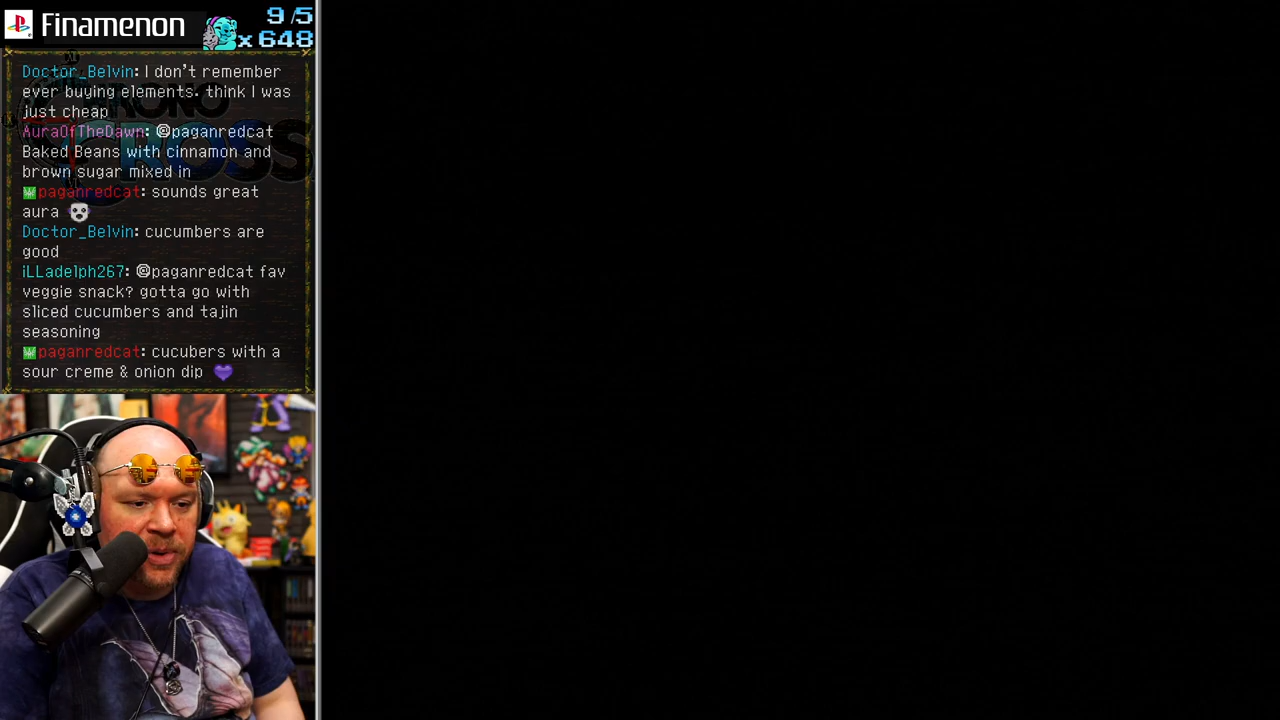 Finamenon
9/5
x648
Doctor_Belvin: I don't remember
ever buying elements. think I was
just cheap
AuraOfTheDawn: @paganredcat
Baked Beans with cinnamon and
brown sugar mixed in
paganredcat: sounds great
aura
Doctor_Belvin: cucumbers are
good
iLLadelph267: @paganredcat fav
veggie snack? gotta go with
sliced cucumbers and tajin
seasoning
paganredcat: cucubers with a
sour creme & onion dip
CROSS